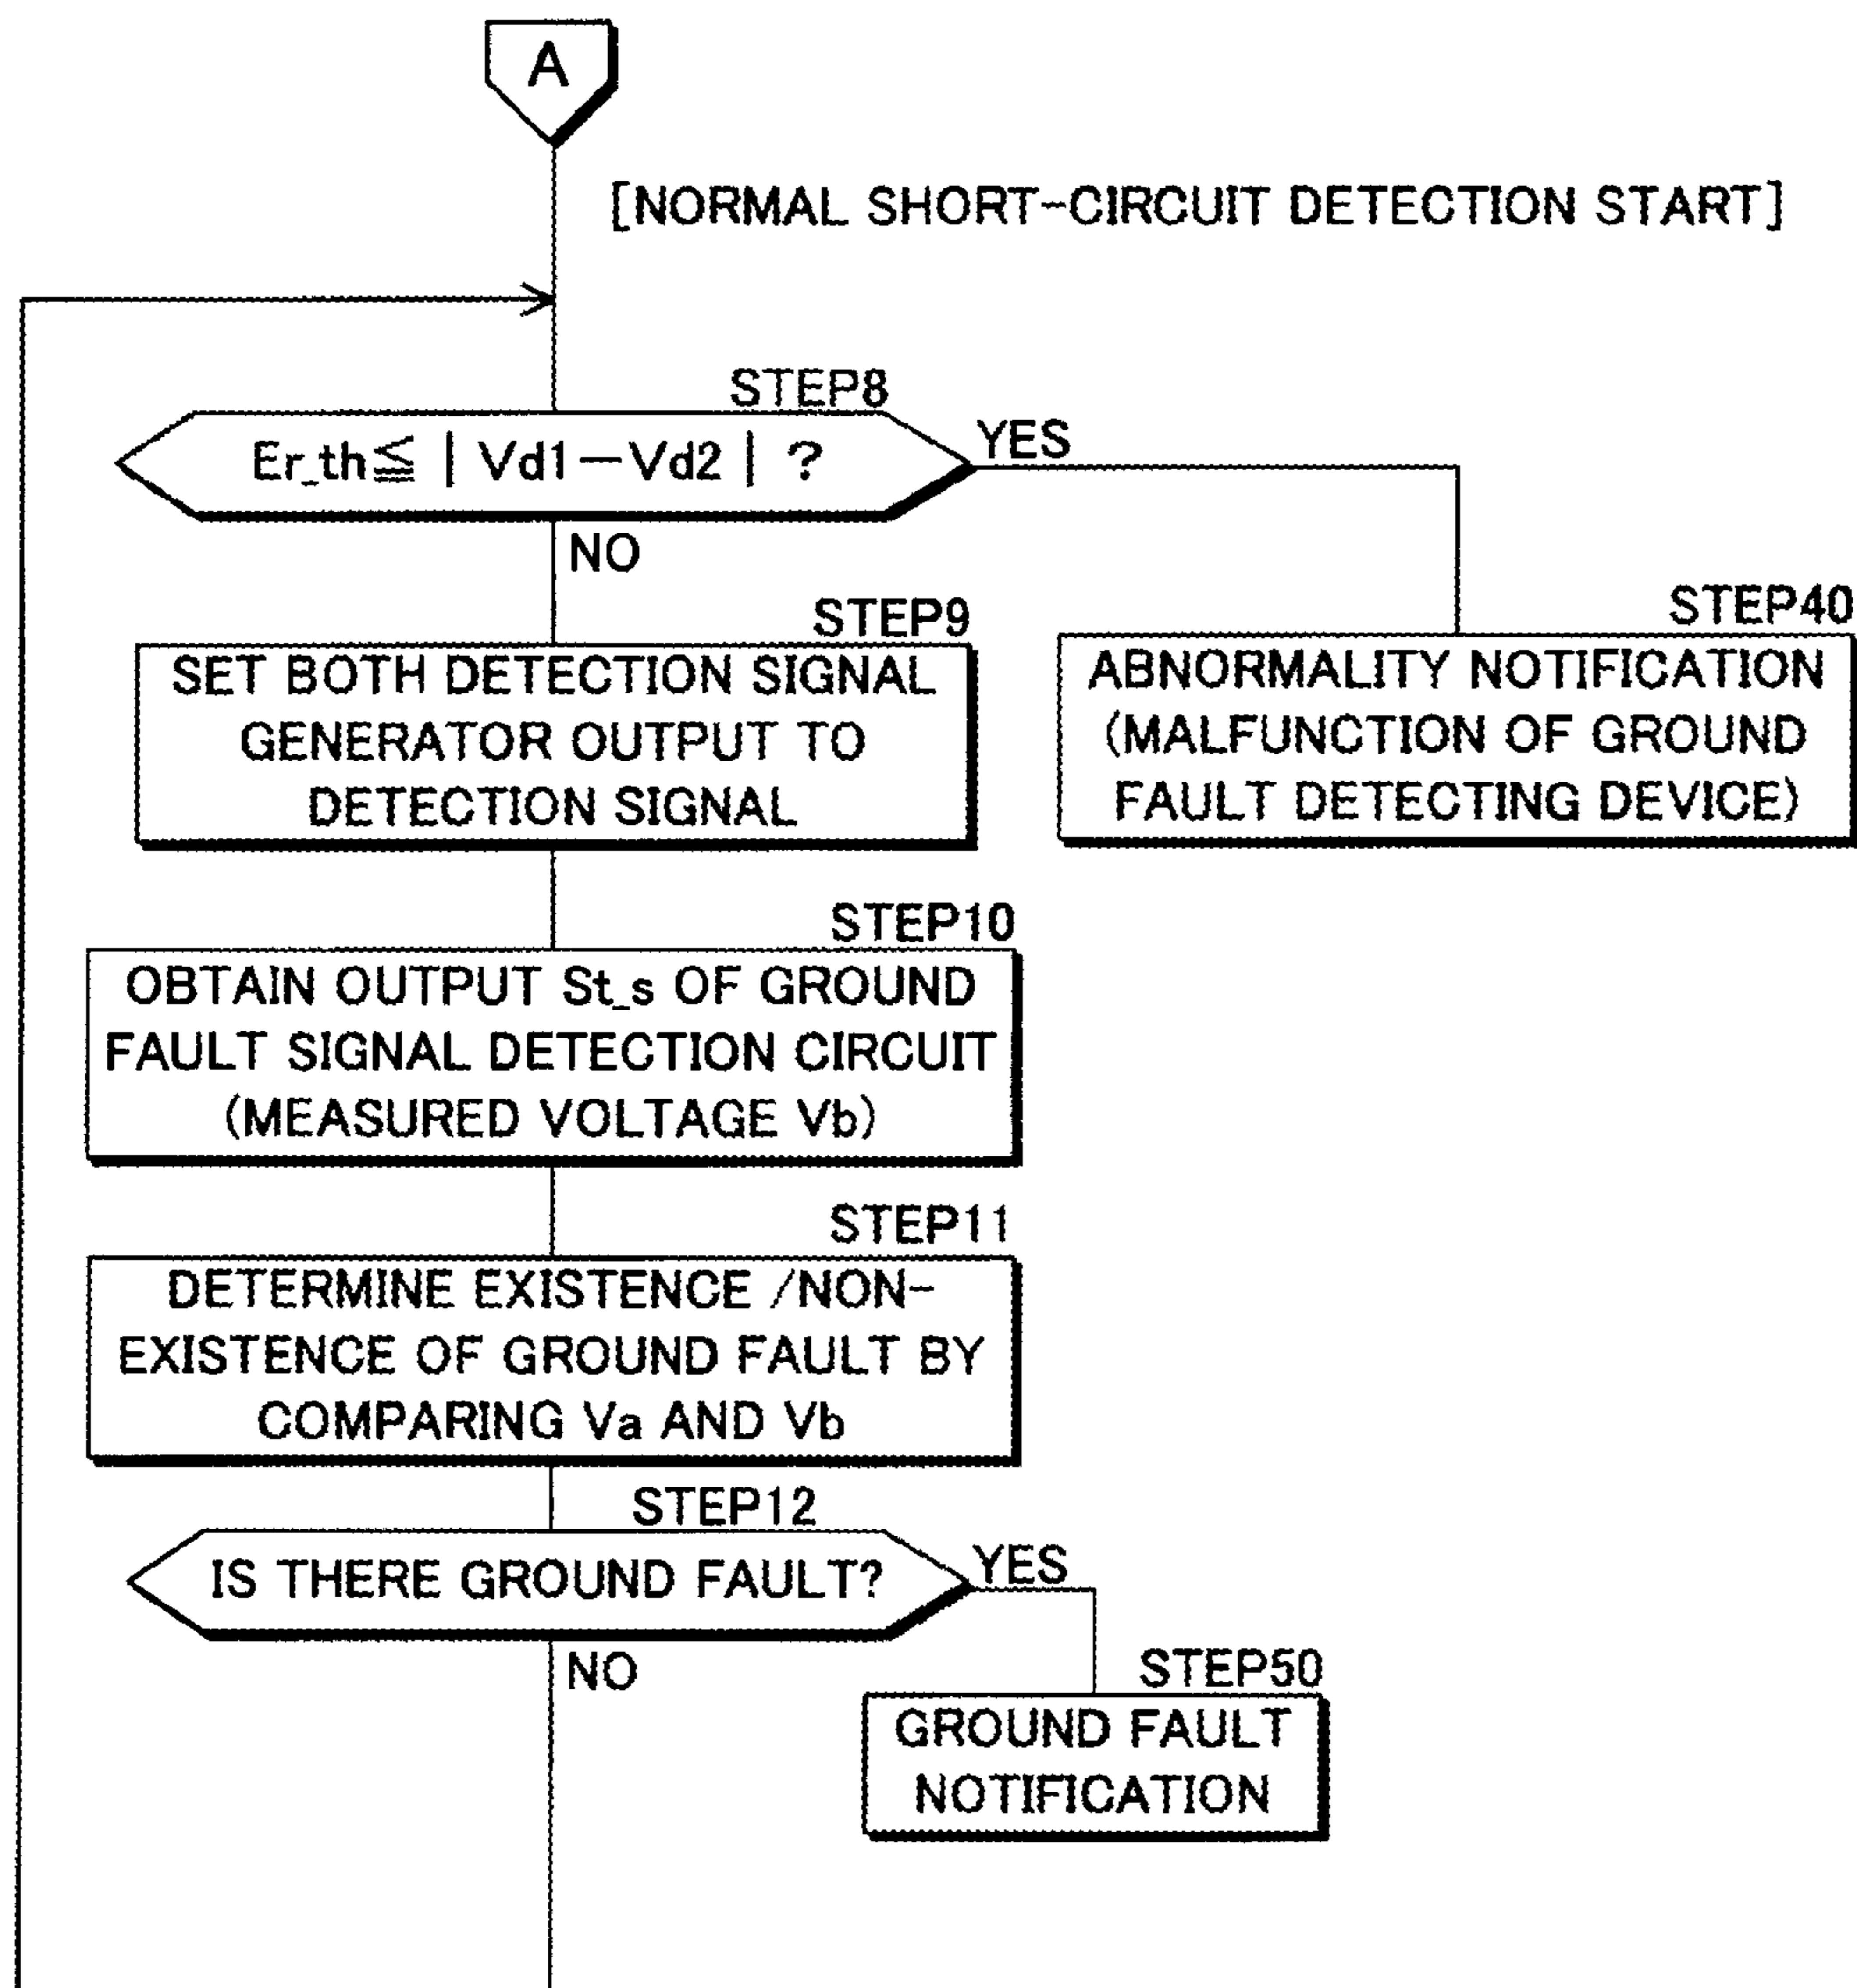 A
[NORMAL SHORT-CIRCUIT DETECTION START]
STEP8
Er_th≦|Vd1-Vd2| ?
YES
NO
STEP9
SET BOTH DETECTION SIGNAL
GENERATOR OUTPUT TO
DETECTION SIGNAL
STEP40
ABNORMALITY NOTIFICATION
(MALFUNCTION OF GROUND
FAULT DETECTING DEVICE)
STEP10
OBTAIN OUTPUT St_s OF GROUND
FAULT SIGNAL DETECTION CIRCUIT
(MEASURED VOLTAGE Vb)
STEP11
DETERMINE EXISTENCE /NON-
EXISTENCE OF GROUND FAULT BY
COMPARING Va AND Vb
STEP12
IS THERE GROUND FAULT?
YES
NO
STEP50
GROUND FAULT
NOTIFICATION